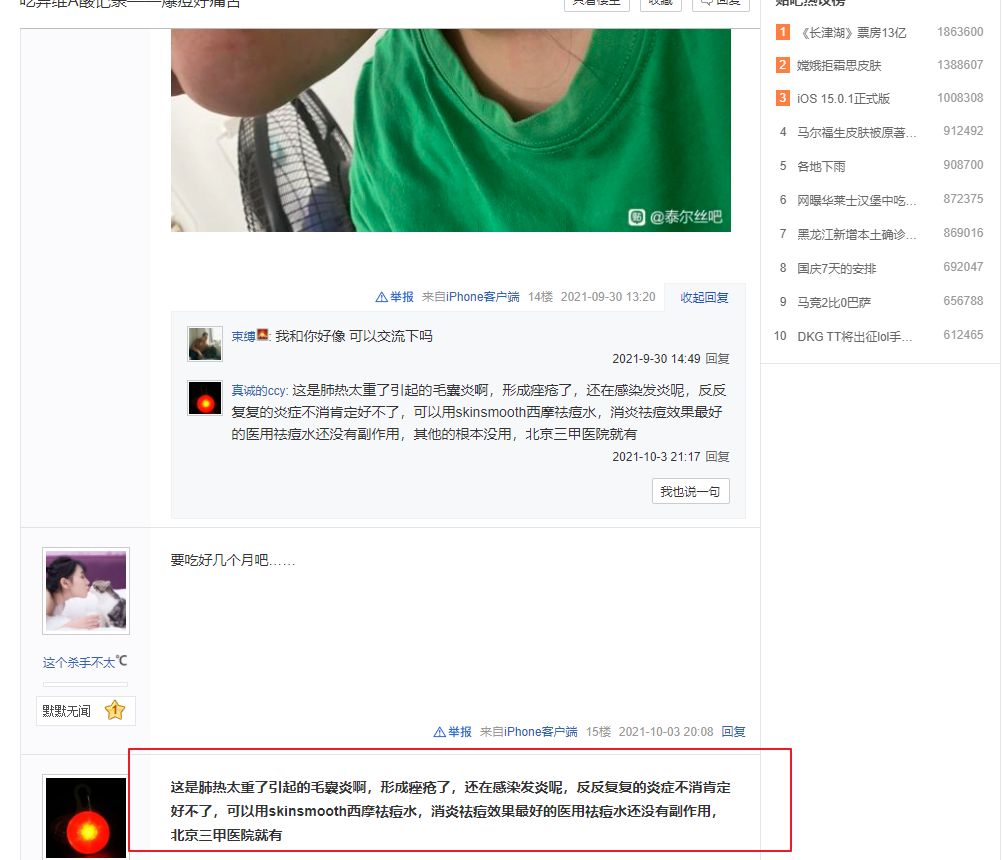 吃异维A酸记录——爆痘好痛苦
只看楼主
收藏
回复
@泰尔丝吧
举报 来自iPhone客户端 14楼 2021-09-30 13:20 收起回复
束缚: 我和你好像 可以交流下吗
2021-9-30 14:49 回复
真诚的ccy: 这是肺热太重了引起的毛囊炎啊，形成痤疮了，还在感染发炎呢，反反
复复的炎症不消肯定好不了，可以用skinsmooth西摩祛痘水，消炎祛痘效果最好
的医用祛痘水还没有副作用，其他的根本没用，北京三甲医院就有
2021-10-3 21:17 回复
我也说一句
要吃好几个月吧……
这个杀手不太℃
默默无闻 1
举报 来自iPhone客户端 15楼 2021-10-03 20:08 回复
这是肺热太重了引起的毛囊炎啊，形成痤疮了，还在感染发炎呢，反反复复的炎症不消肯定
好不了，可以用skinsmooth西摩祛痘水，消炎祛痘效果最好的医用祛痘水还没有副作用，
北京三甲医院就有
贴吧热议榜
1 《长津湖》票房13亿 1863600
2 嫦娥拒霜思皮肤 1388607
3 iOS 15.0.1正式版 1008308
4 马尔福生皮肤被原著… 912492
5 各地下雨 908700
6 网曝华莱士汉堡中吃… 872375
7 黑龙江新增本土确诊… 869016
8 国庆7天的安排 692047
9 马竞2比0巴萨 656788
10 DKG TT将出征lol手… 612465